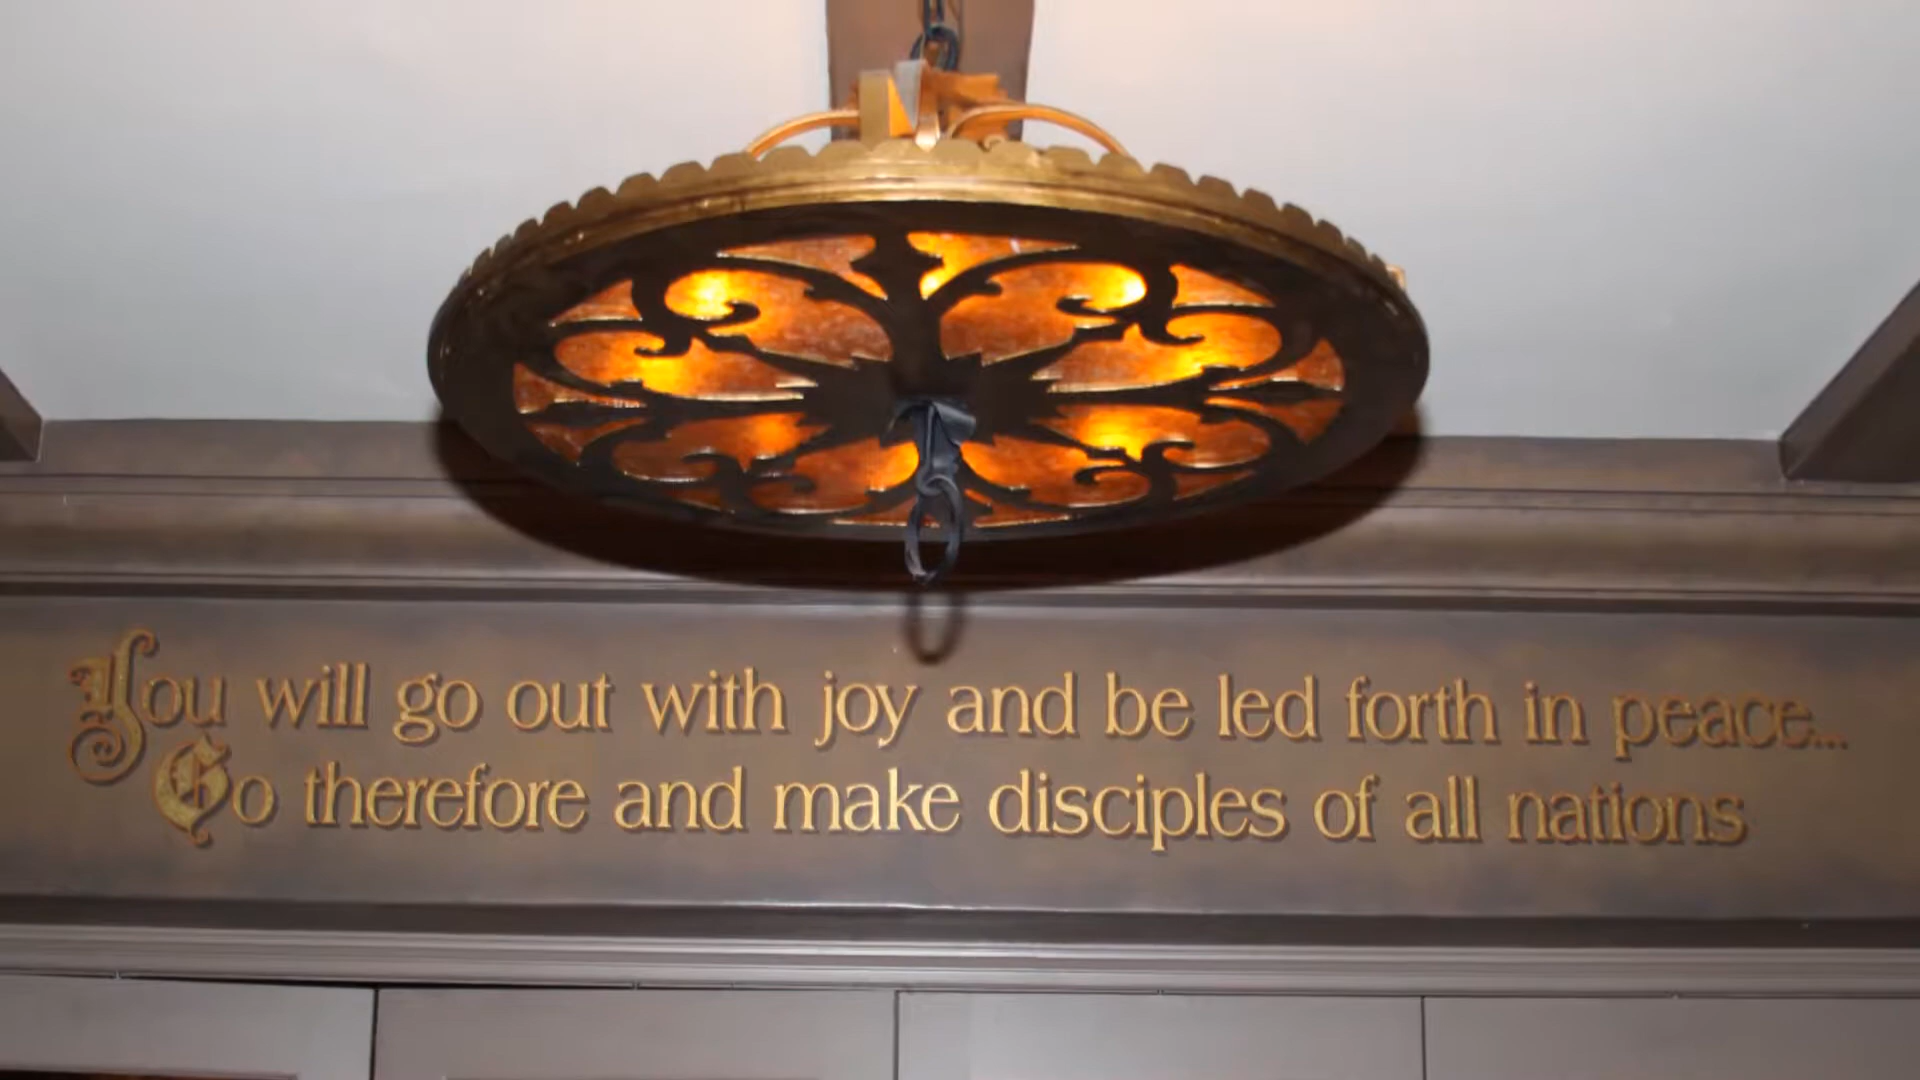 You will go out with joy and be led forth in peace...
Go therefore and make disciples of all nations